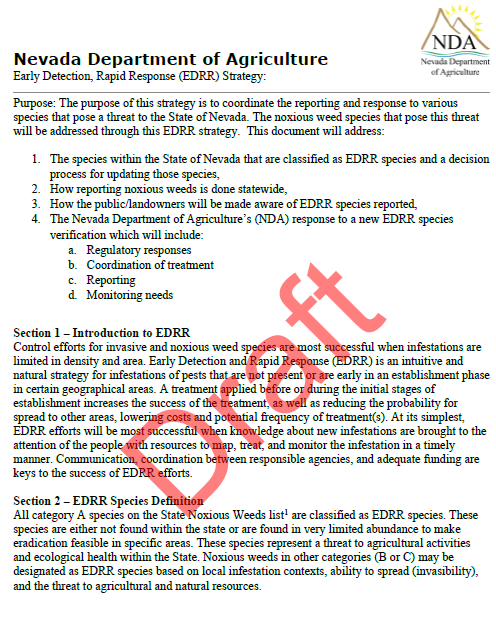 NDA
Nevada Department
of Agriculture
Nevada Department of Agriculture
Early Detection, Rapid Response (EDRR) Strategy:
Purpose: The purpose of this strategy is to coordinate the reporting and response to various
species that pose a threat to the State of Nevada. The noxious weed species that pose this threat
will be addressed through this EDRR strategy.  This document will address:
1. The species within the State of Nevada that are classified as EDRR species and a decision
process for updating those species,
2. How reporting noxious weeds is done statewide,
3. How the public/landowners will be made aware of EDRR species reported,
4. The Nevada Department of Agriculture's (NDA) response to a new EDRR species
verification which will include:
a. Regulatory responses
b. Coordination of treatment
c. Reporting
d. Monitoring needs
Draft
Section 1 – Introduction to EDRR
Control efforts for invasive and noxious weed species are most successful when infestations are
limited in density and area. Early Detection and Rapid Response (EDRR) is an intuitive and
natural strategy for infestations of pests that are not present or are early in an establishment phase
in certain geographical areas. A treatment applied before or during the initial stages of
establishment increases the success of the treatment, as well as reducing the probability for
spread to other areas, lowering costs and potential frequency of treatment(s). At its simplest,
EDRR efforts will be most successful when knowledge about new infestations are brought to the
attention of the people with resources to map, treat, and monitor the infestation in a timely
manner. Communication, coordination between responsible agencies, and adequate funding are
keys to the success of EDRR efforts.
Section 2 – EDRR Species Definition
All category A species on the State Noxious Weeds list¹ are classified as EDRR species. These
species are either not found within the state or are found in very limited abundance to make
eradication feasible in specific areas. These species represent a threat to agricultural activities
and ecological health within the State. Noxious weeds in other categories (B or C) may be
designated as EDRR species based on local infestation contexts, ability to spread (invasibility),
and the threat to agricultural and natural resources.